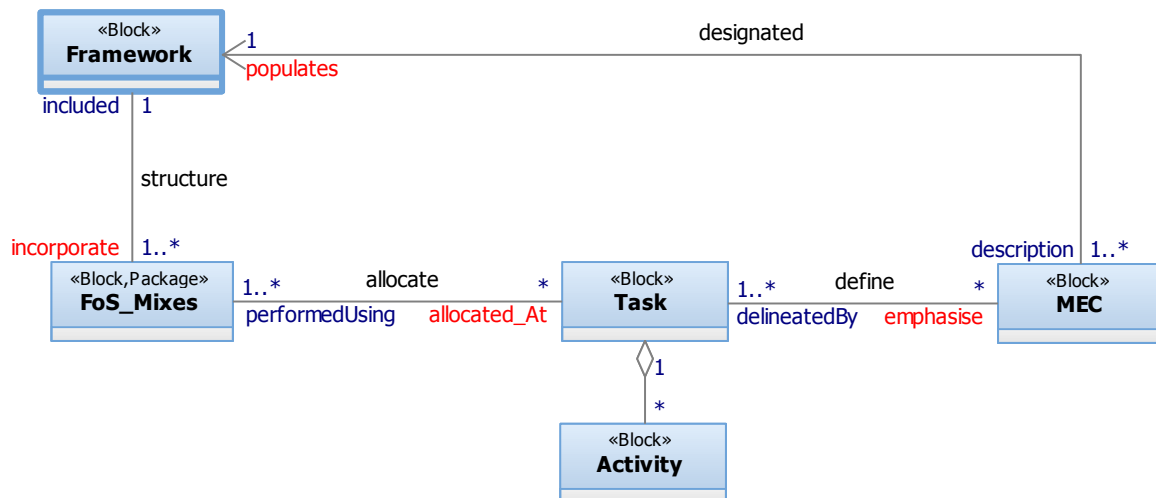 «Block»
Framework
1
populates
designated
included 1
structure
incorporate 1..*
description 1..*
«Block,Package»
FoS_Mixes
1..* allocate *
performedUsing allocated_At
«Block»
Task
1..* define *
delineatedBy emphasise
«Block»
MEC
1
*
«Block»
Activity